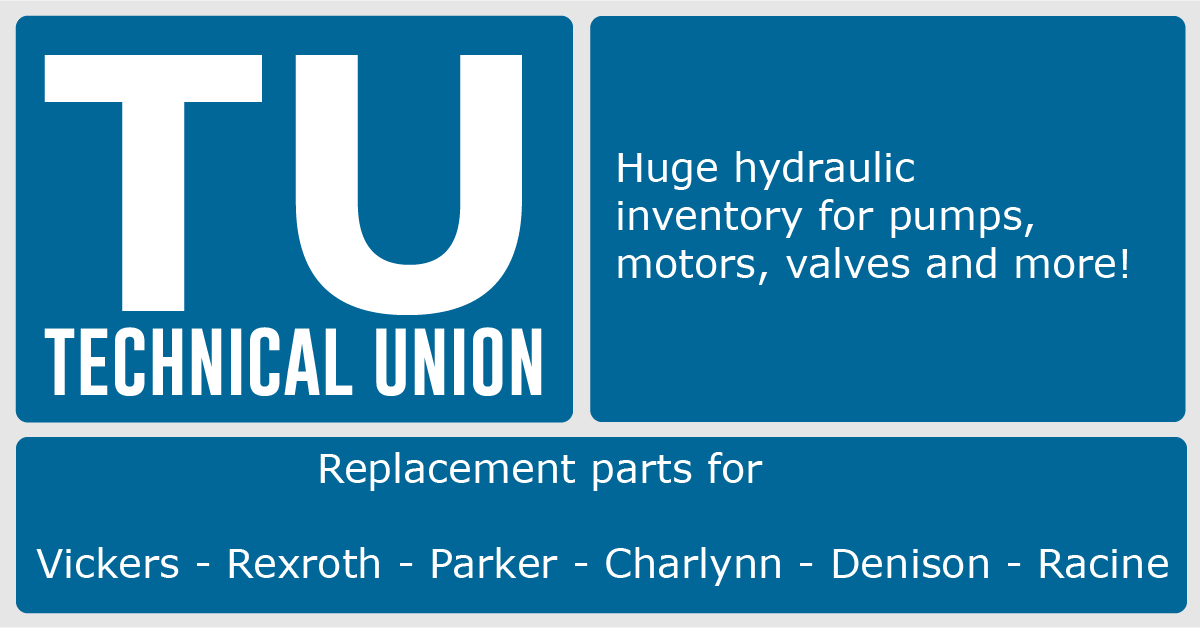 TU
TECHNICAL UNION
Huge hydraulic
inventory for pumps,
motors, valves and more!
Replacement parts for
Vickers - Rexroth - Parker - Charlynn - Denison - Racine